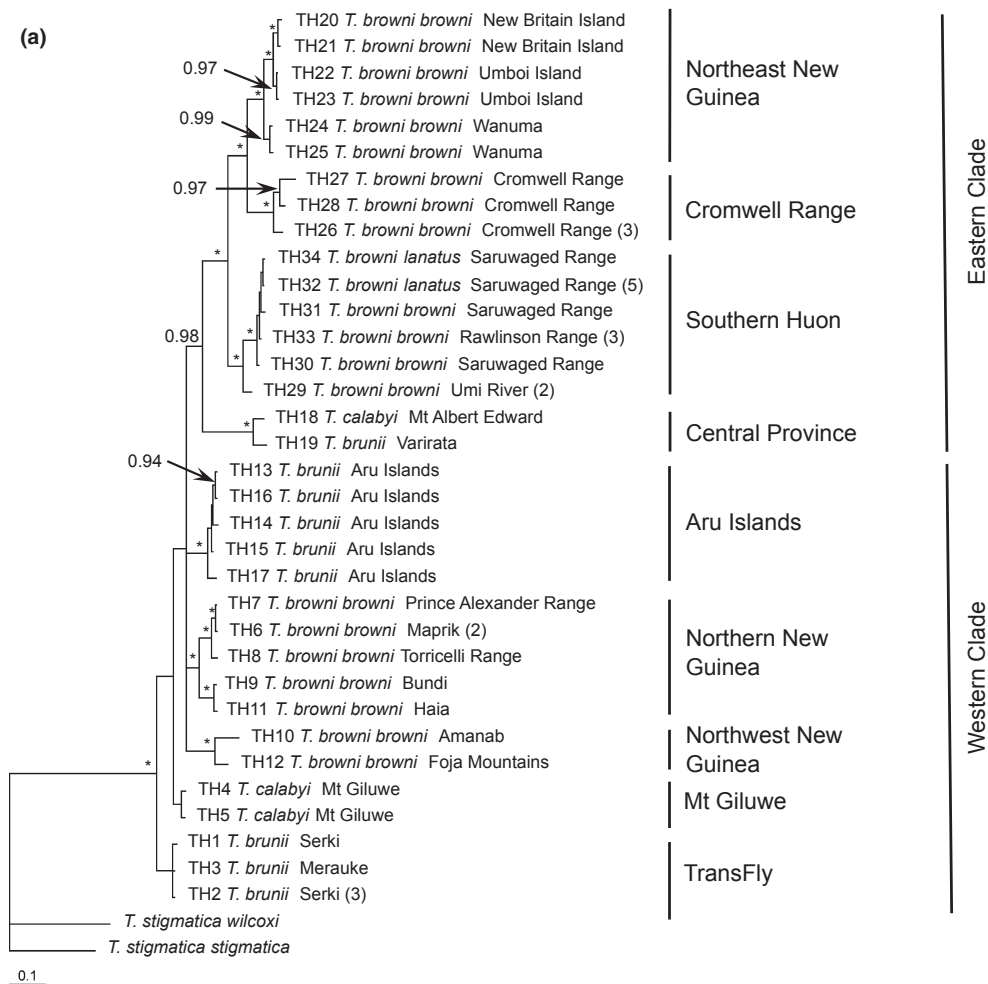 (a)
TH20 T. browni browni New Britain Island
TH21 T. browni browni New Britain Island
0.97
TH22 T. browni browni Umboi Island
TH23 T. browni browni Umboi Island
0.99
TH24 T. browni browni Wanuma
TH25 T. browni browni Wanuma
Northeast New
Guinea
0.97
TH27 T. browni browni Cromwell Range
TH28 T. browni browni Cromwell Range
TH26 T. browni browni Cromwell Range (3)
Cromwell Range
TH34 T. browni lanatus Saruwaged Range
TH32 T. browni lanatus Saruwaged Range (5)
TH31 T. browni browni Saruwaged Range
TH33 T. browni browni Rawlinson Range (3)
TH30 T. browni browni Saruwaged Range
TH29 T. browni browni Umi River (2)
Southern Huon
0.98
TH18 T. calabyi Mt Albert Edward
TH19 T. brunii Varirata
Central Province
Eastern Clade
0.94
TH13 T. brunii Aru Islands
TH16 T. brunii Aru Islands
TH14 T. brunii Aru Islands
TH15 T. brunii Aru Islands
TH17 T. brunii Aru Islands
Aru Islands
TH7 T. browni browni Prince Alexander Range
TH6 T. browni browni Maprik (2)
TH8 T. browni browni Torricelli Range
TH9 T. browni browni Bundi
TH11 T. browni browni Haia
Northern New
Guinea
TH10 T. browni browni Amanab
TH12 T. browni browni Foja Mountains
Northwest New
Guinea
TH4 T. calabyi Mt Giluwe
TH5 T. calabyi Mt Giluwe
Mt Giluwe
TH1 T. brunii Serki
TH3 T. brunii Merauke
TH2 T. brunii Serki (3)
TransFly
Western Clade
T. stigmatica wilcoxi
T. stigmatica stigmatica
0.1